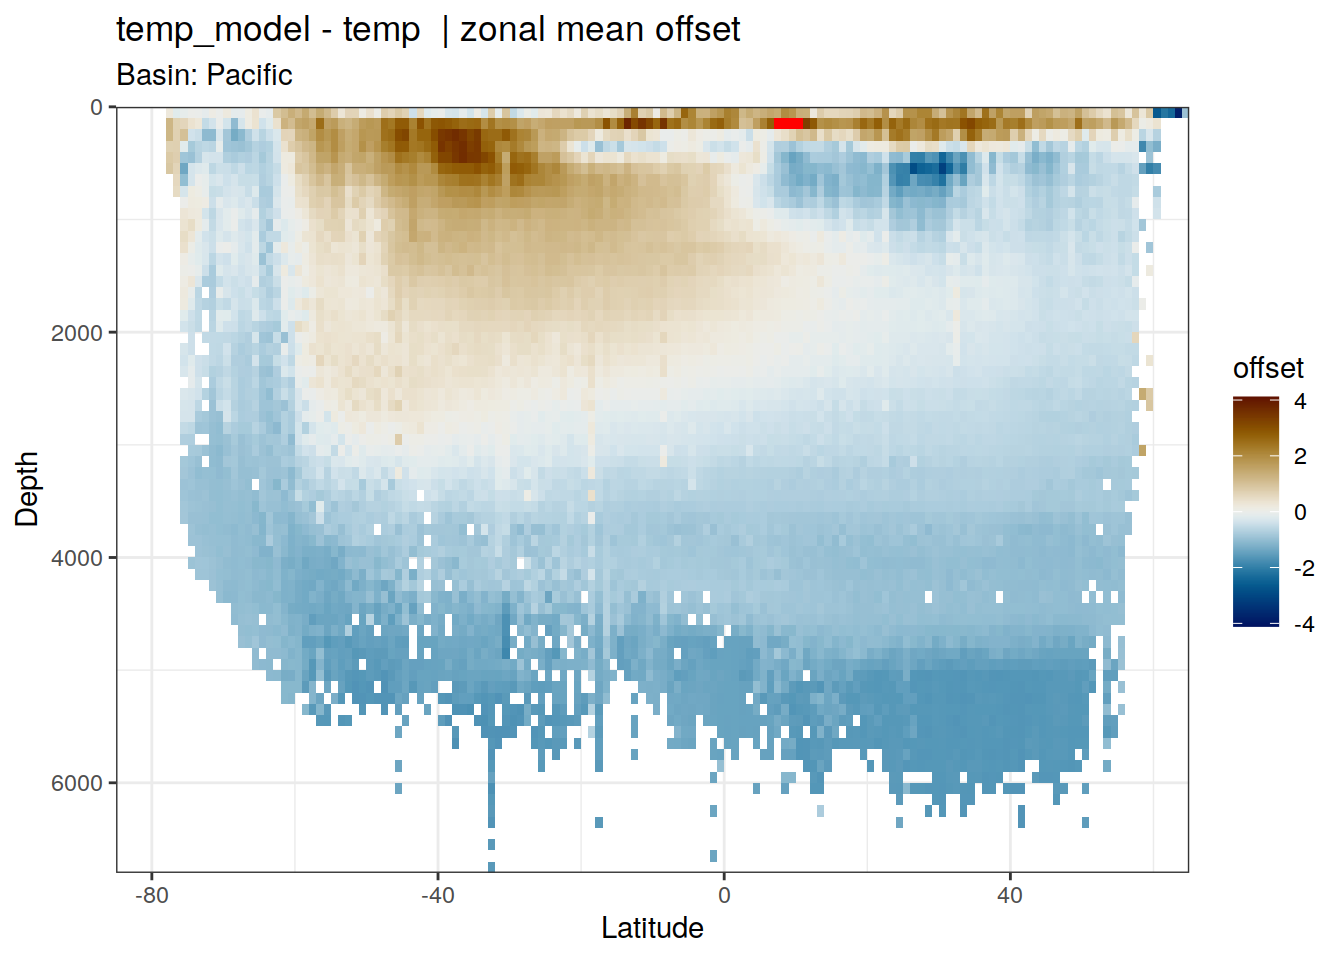 temp_model - temp  | zonal mean offset
Basin: Pacific
0
2000
4000
6000
Depth
-80
-40
0
40
Latitude
offset
4
2
0
-2
-4